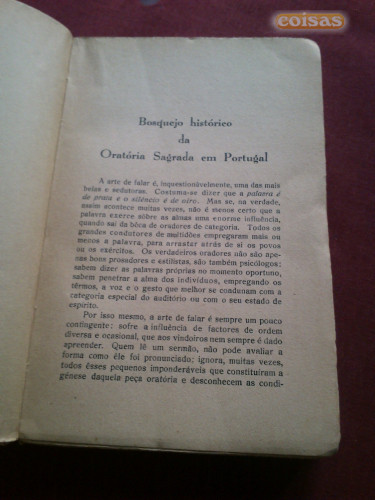 coisas
Bosquejo histórico
da
Oratória Sagrada em Portugal
A arte de falar é, inquestionàvelmente, uma das mais
belas e sedutoras. Costuma-se dizer que a palavra é
de prata e o silêncio é de oiro. Mas se, na verdade,
assim acontece muitas vezes, não é menos certo que a
palavra exerce sôbre as almas uma enorme influência,
quando sai da bôca de oradores de categoria. Todos os
grandes condutores de multidões empregaram mais ou
menos a palavra, para arrastar atrás de si os povos
ou os exércitos. Os verdadeiros oradores não são ape-
nas bons prosadores e estilistas, são também psicólogos:
sabem dizer as palavras próprias no momento oportuno,
sabem penetrar a alma dos indivíduos, empregando os
têrmos, a voz e o gesto que melhor se coadunam com a
categoria especial do auditório ou com o seu estado de
espírito.
Por isso mesmo, a arte de falar é sempre um pouco
contingente: sofre a influência de factores de ordem
diversa e ocasional, que aos vindoiros nem sempre é dado
apreender. Quem lê um sermão, não pode avaliar a
forma como êle foi pronunciado; ignora, muitas vezes,
todos êsses pequenos imponderáveis que constituíram a
génese daquela peça oratória e desconhecem as condi-